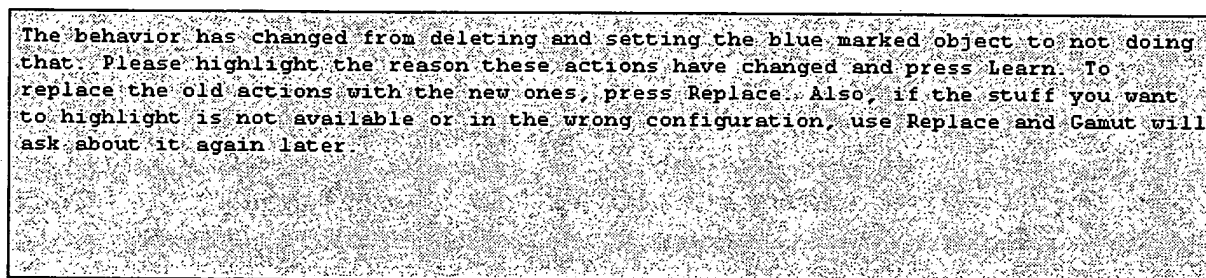 The behavior has changed from deleting and setting the blue marked object to not doing
that. Please highlight the reason these actions have changed and press Learn. To
replace the old actions with the new ones, press Replace. Also, if the stuff you want
to highlight is not available or in the wrong configuration, use Replace and Gamut will
ask about it again later.